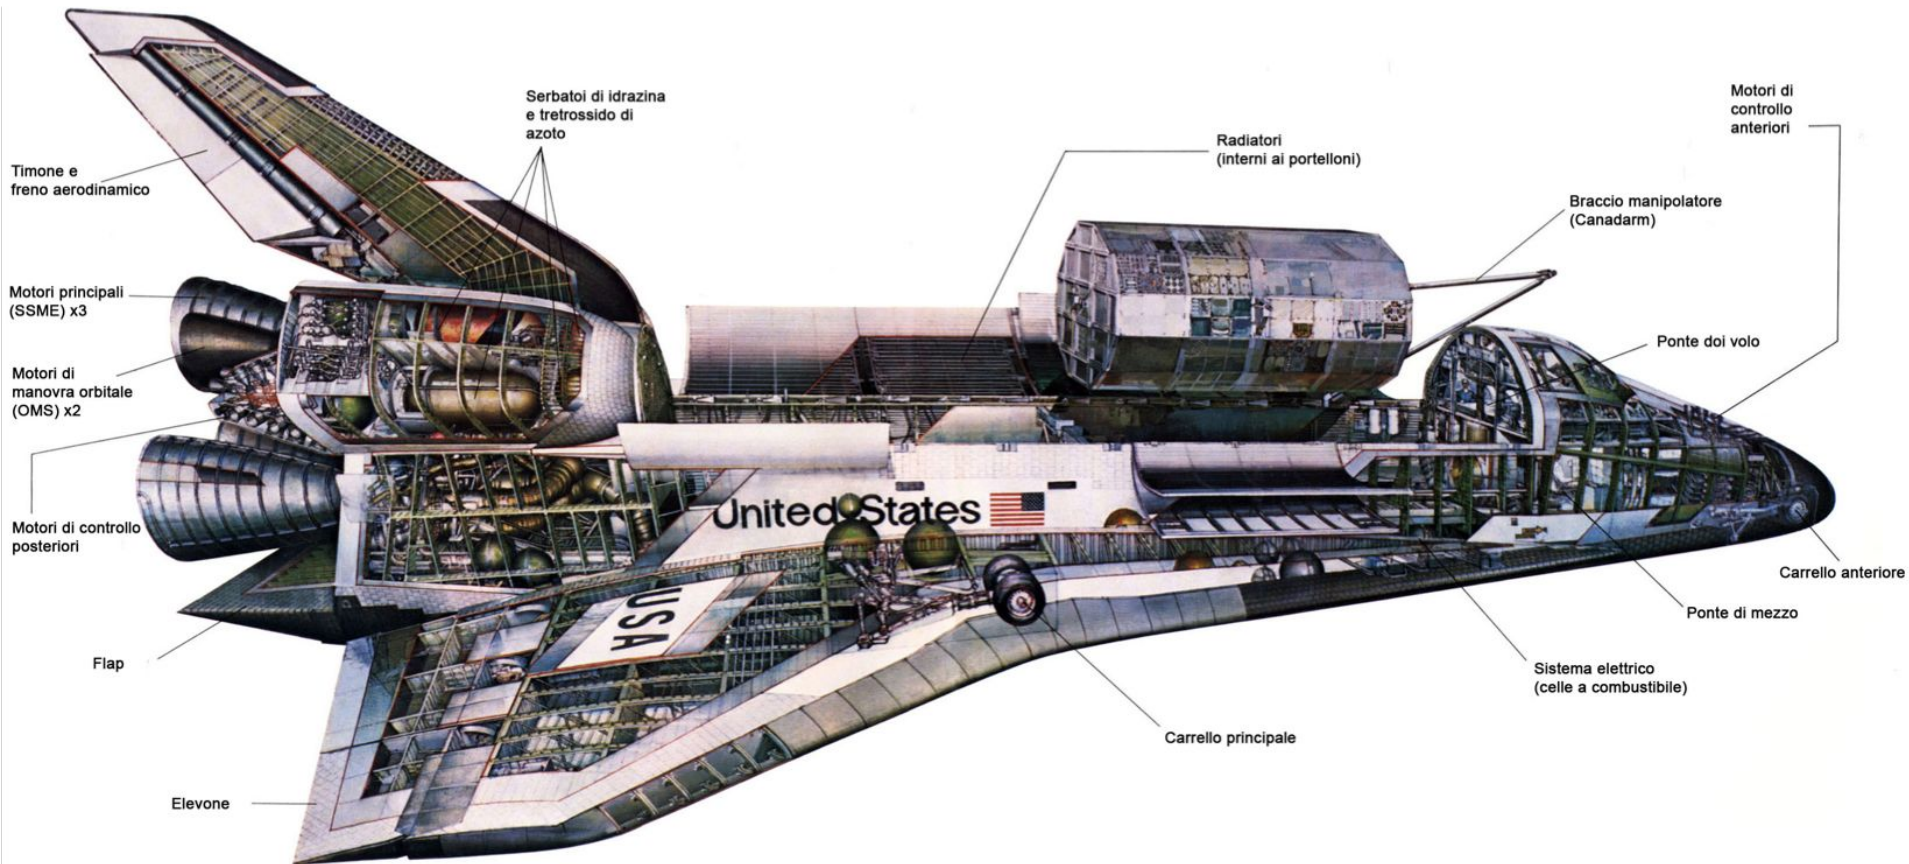 Serbatoi di idrazina
e tretrossido di
azoto
Motori di
controllo
anteriori
Radiatori
(interni ai portelloni)
Timone e
freno aerodinamico
Braccio manipolatore
(Canadarm)
Motori principali
(SSME) x3
Ponte doi volo
Motori di
manovra orbitale
(OMS) x2
United States
Motori di controllo
posteriori
Carrello anteriore
USA
Ponte di mezzo
Flap
Sistema elettrico
(celle a combustibile)
Carrello principale
Elevone